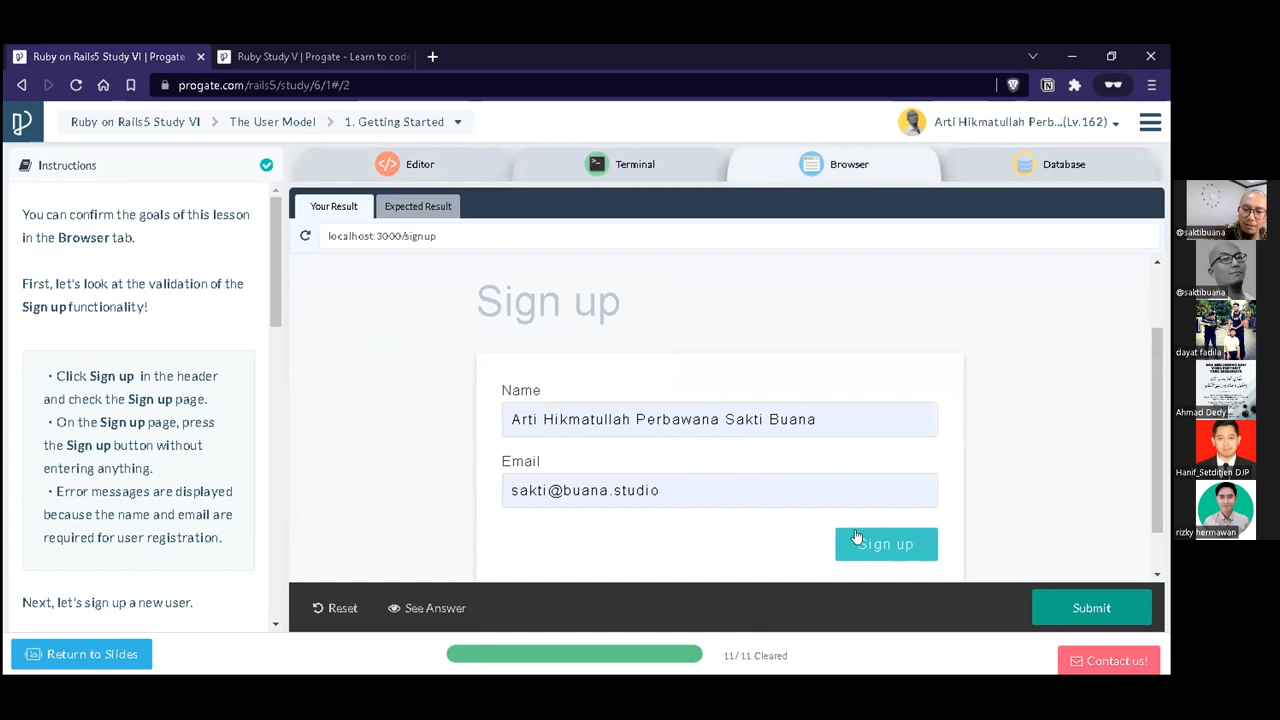 Ruby on Rails5 Study VI | Progate
Ruby Study V | Progate - Learn to code
progate.com/rails5/study/6/1#/2
Ruby on Rails5 Study VI
The User Model
1. Getting Started
Arti Hikmatullah Perb...(Lv.162)
Instructions
Editor
Terminal
Browser
Database
You can confirm the goals of this lesson
in the Browser tab.
First, let's look at the validation of the
Sign up functionality!
・Click Sign up in the header
and check the Sign up page.
・On the Sign up page, press
the Sign up button without
entering anything.
・Error messages are displayed
because the name and email are
required for user registration.
Next, let's sign up a new user.
Your Result
Expected Result
localhost:3000/signup
Sign up
Name
Arti Hikmatullah Perbawana Sakti Buana
Email
sakti@buana.studio
Sign up
Reset
See Answer
Submit
Return to Slides
11/11 Cleared
Contact us!
@saktibuana
@saktibuana
dayat fadila
Ahmad Dedy
Hanif_Setditjen DJP
rizky hermawan